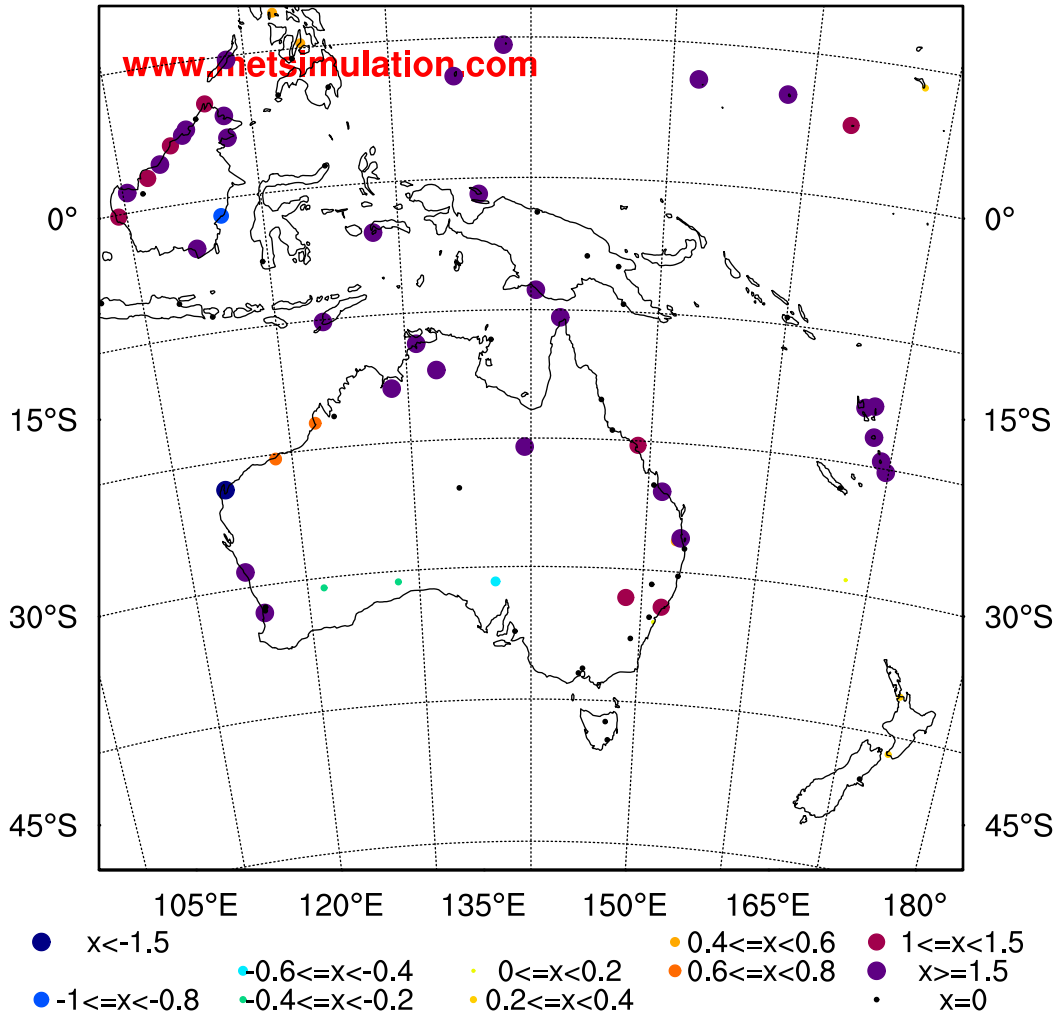 www.metsimulation.com
0° 0°
15°S 15°S
30°S 30°S
45°S 45°S
105°E 120°E 135°E 150°E 165°E 180°
x<-1.5 0.4<=x<0.6 1<=x<1.5
-0.6<=x<-0.4 0<=x<0.2 0.6<=x<0.8 x>=1.5
-1<=x<-0.8 -0.4<=x<-0.2 0.2<=x<0.4 x=0